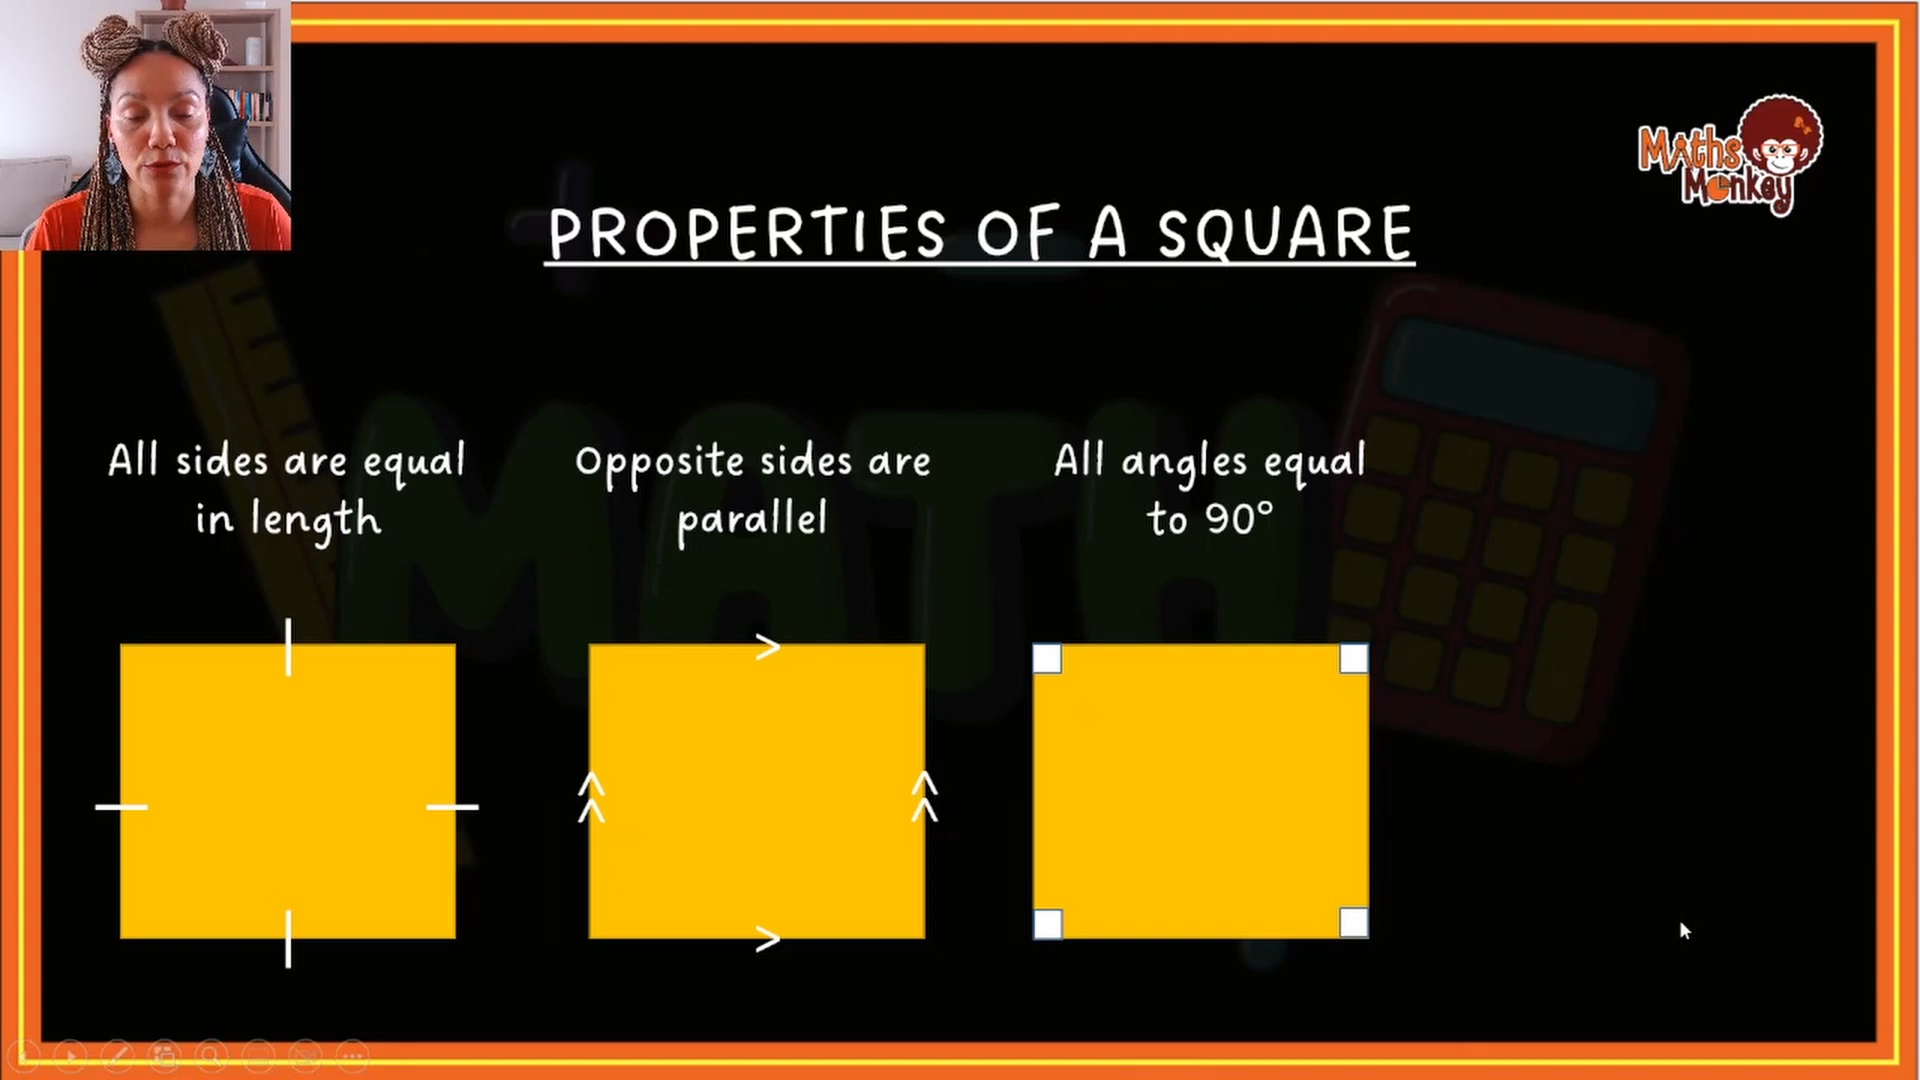 Maths
Monkey
PROPERTIES OF A SQUARE
All sides are equal
in length
Opposite sides are
parallel
All angles equal
to 90°
MATH